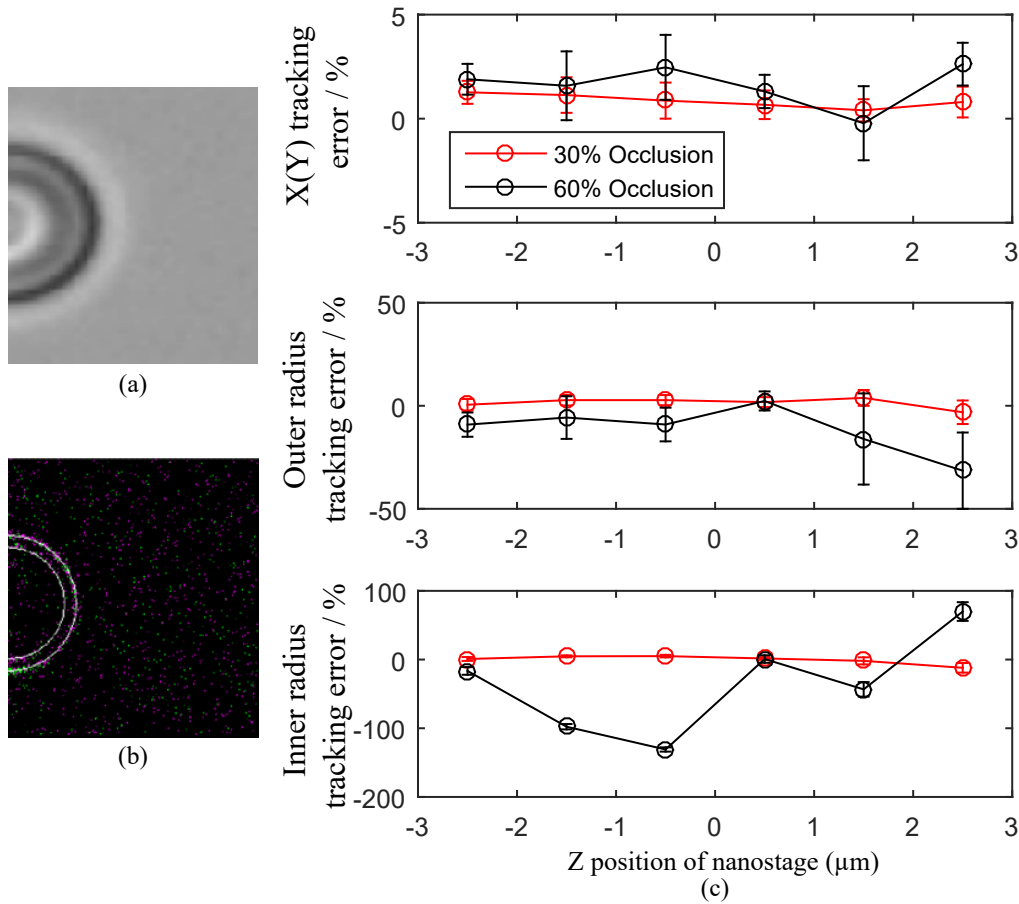 (a)
(b)
X(Y) tracking
error / %
5
0
-5
30% Occlusion
60% Occlusion
-3 -2 -1 0 1 2 3
Outer radius
tracking error / %
50
0
-50
-3 -2 -1 0 1 2 3
Inner radius
tracking error / %
100
0
-100
-200
-3 -2 -1 0 1 2 3
Z position of nanostage (μm)
(c)